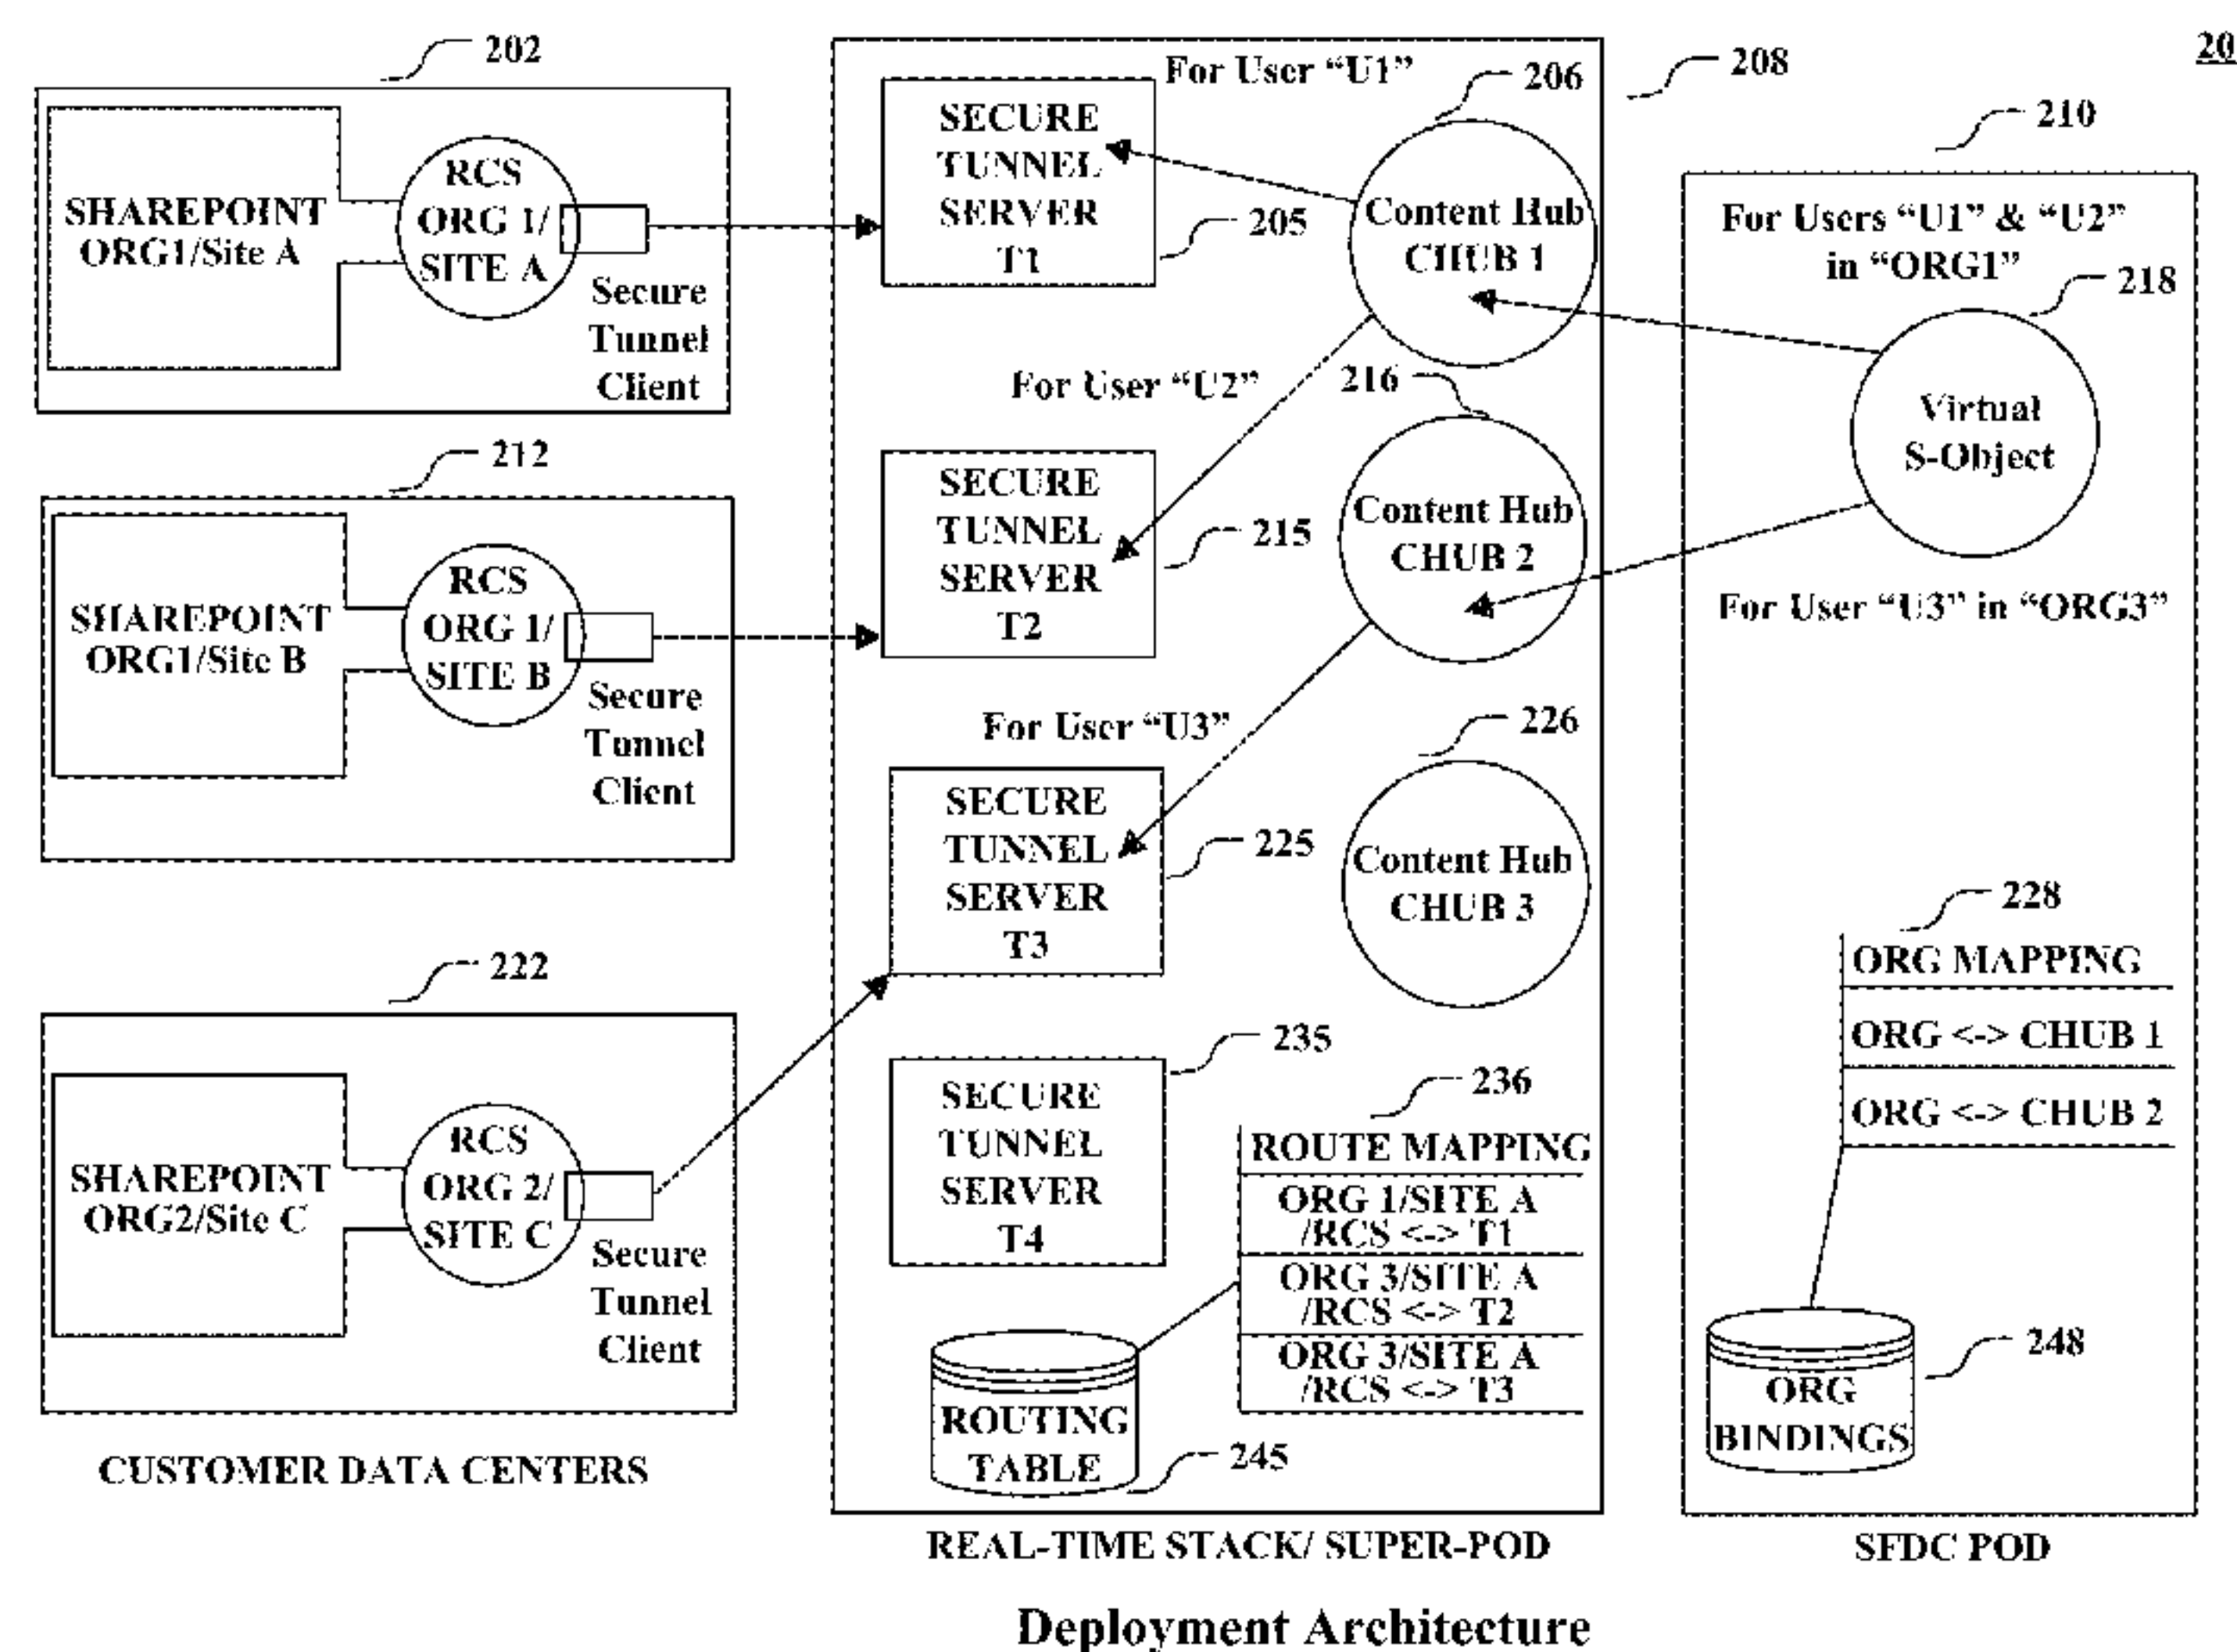 20
202
SHAREPOINT
ORG1/Site A
RCS
ORG 1/
SITE A
Secure
Tunnel
Client
212
SHAREPOINT
ORG1/Site B
RCS
ORG 1/
SITE B
Secure
Tunnel
Client
222
SHAREPOINT
ORG2/Site C
RCS
ORG 2/
SITE C
Secure
Tunnel
Client
CUSTOMER DATA CENTERS
208
For User “U1”
SECURE
TUNNEL
SERVER
T1
205
206
Content Hub
CHUB 1
For User “U2”
SECURE
TUNNEL
SERVER
T2
215
216
Content Hub
CHUB 2
For User “U3”
SECURE
TUNNEL
SERVER
T3
225
226
Content Hub
CHUB 3
SECURE
TUNNEL
SERVER
T4
235
236
ROUTE MAPPING
ORG 1/SITE A
/RCS <-> T1
ORG 3/SITE A
/RCS <-> T2
ORG 3/SITE A
/RCS <-> T3
ROUTING
TABLE
245
REAL-TIME STACK/ SUPER-POD
210
For Users “U1” & “U2”
in “ORG1”
218
Virtual
S-Object
For User “U3” in “ORG3”
228
ORG MAPPING
ORG <-> CHUB 1
ORG <-> CHUB 2
ORG
BINDINGS
248
SFDC POD
Deployment Architecture